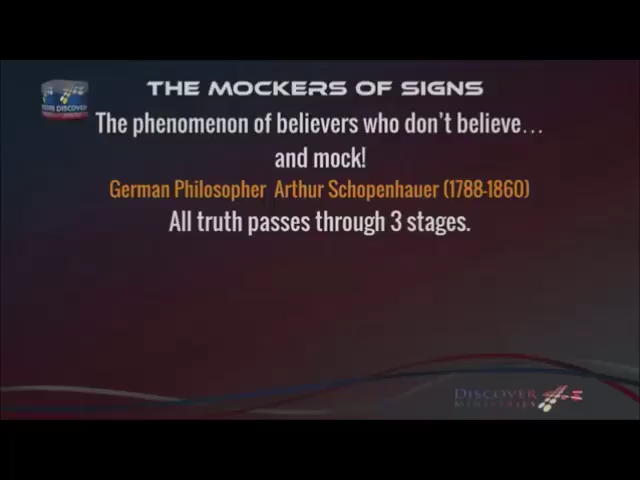 THE MOCKERS OF SIGNS
DISCOVER
The phenomenon of believers who don't believe...
and mock!
German Philosopher Arthur Schopenhauer (1788-1860)
All truth passes through 3 stages.
DISCOVER
MINISTRIES